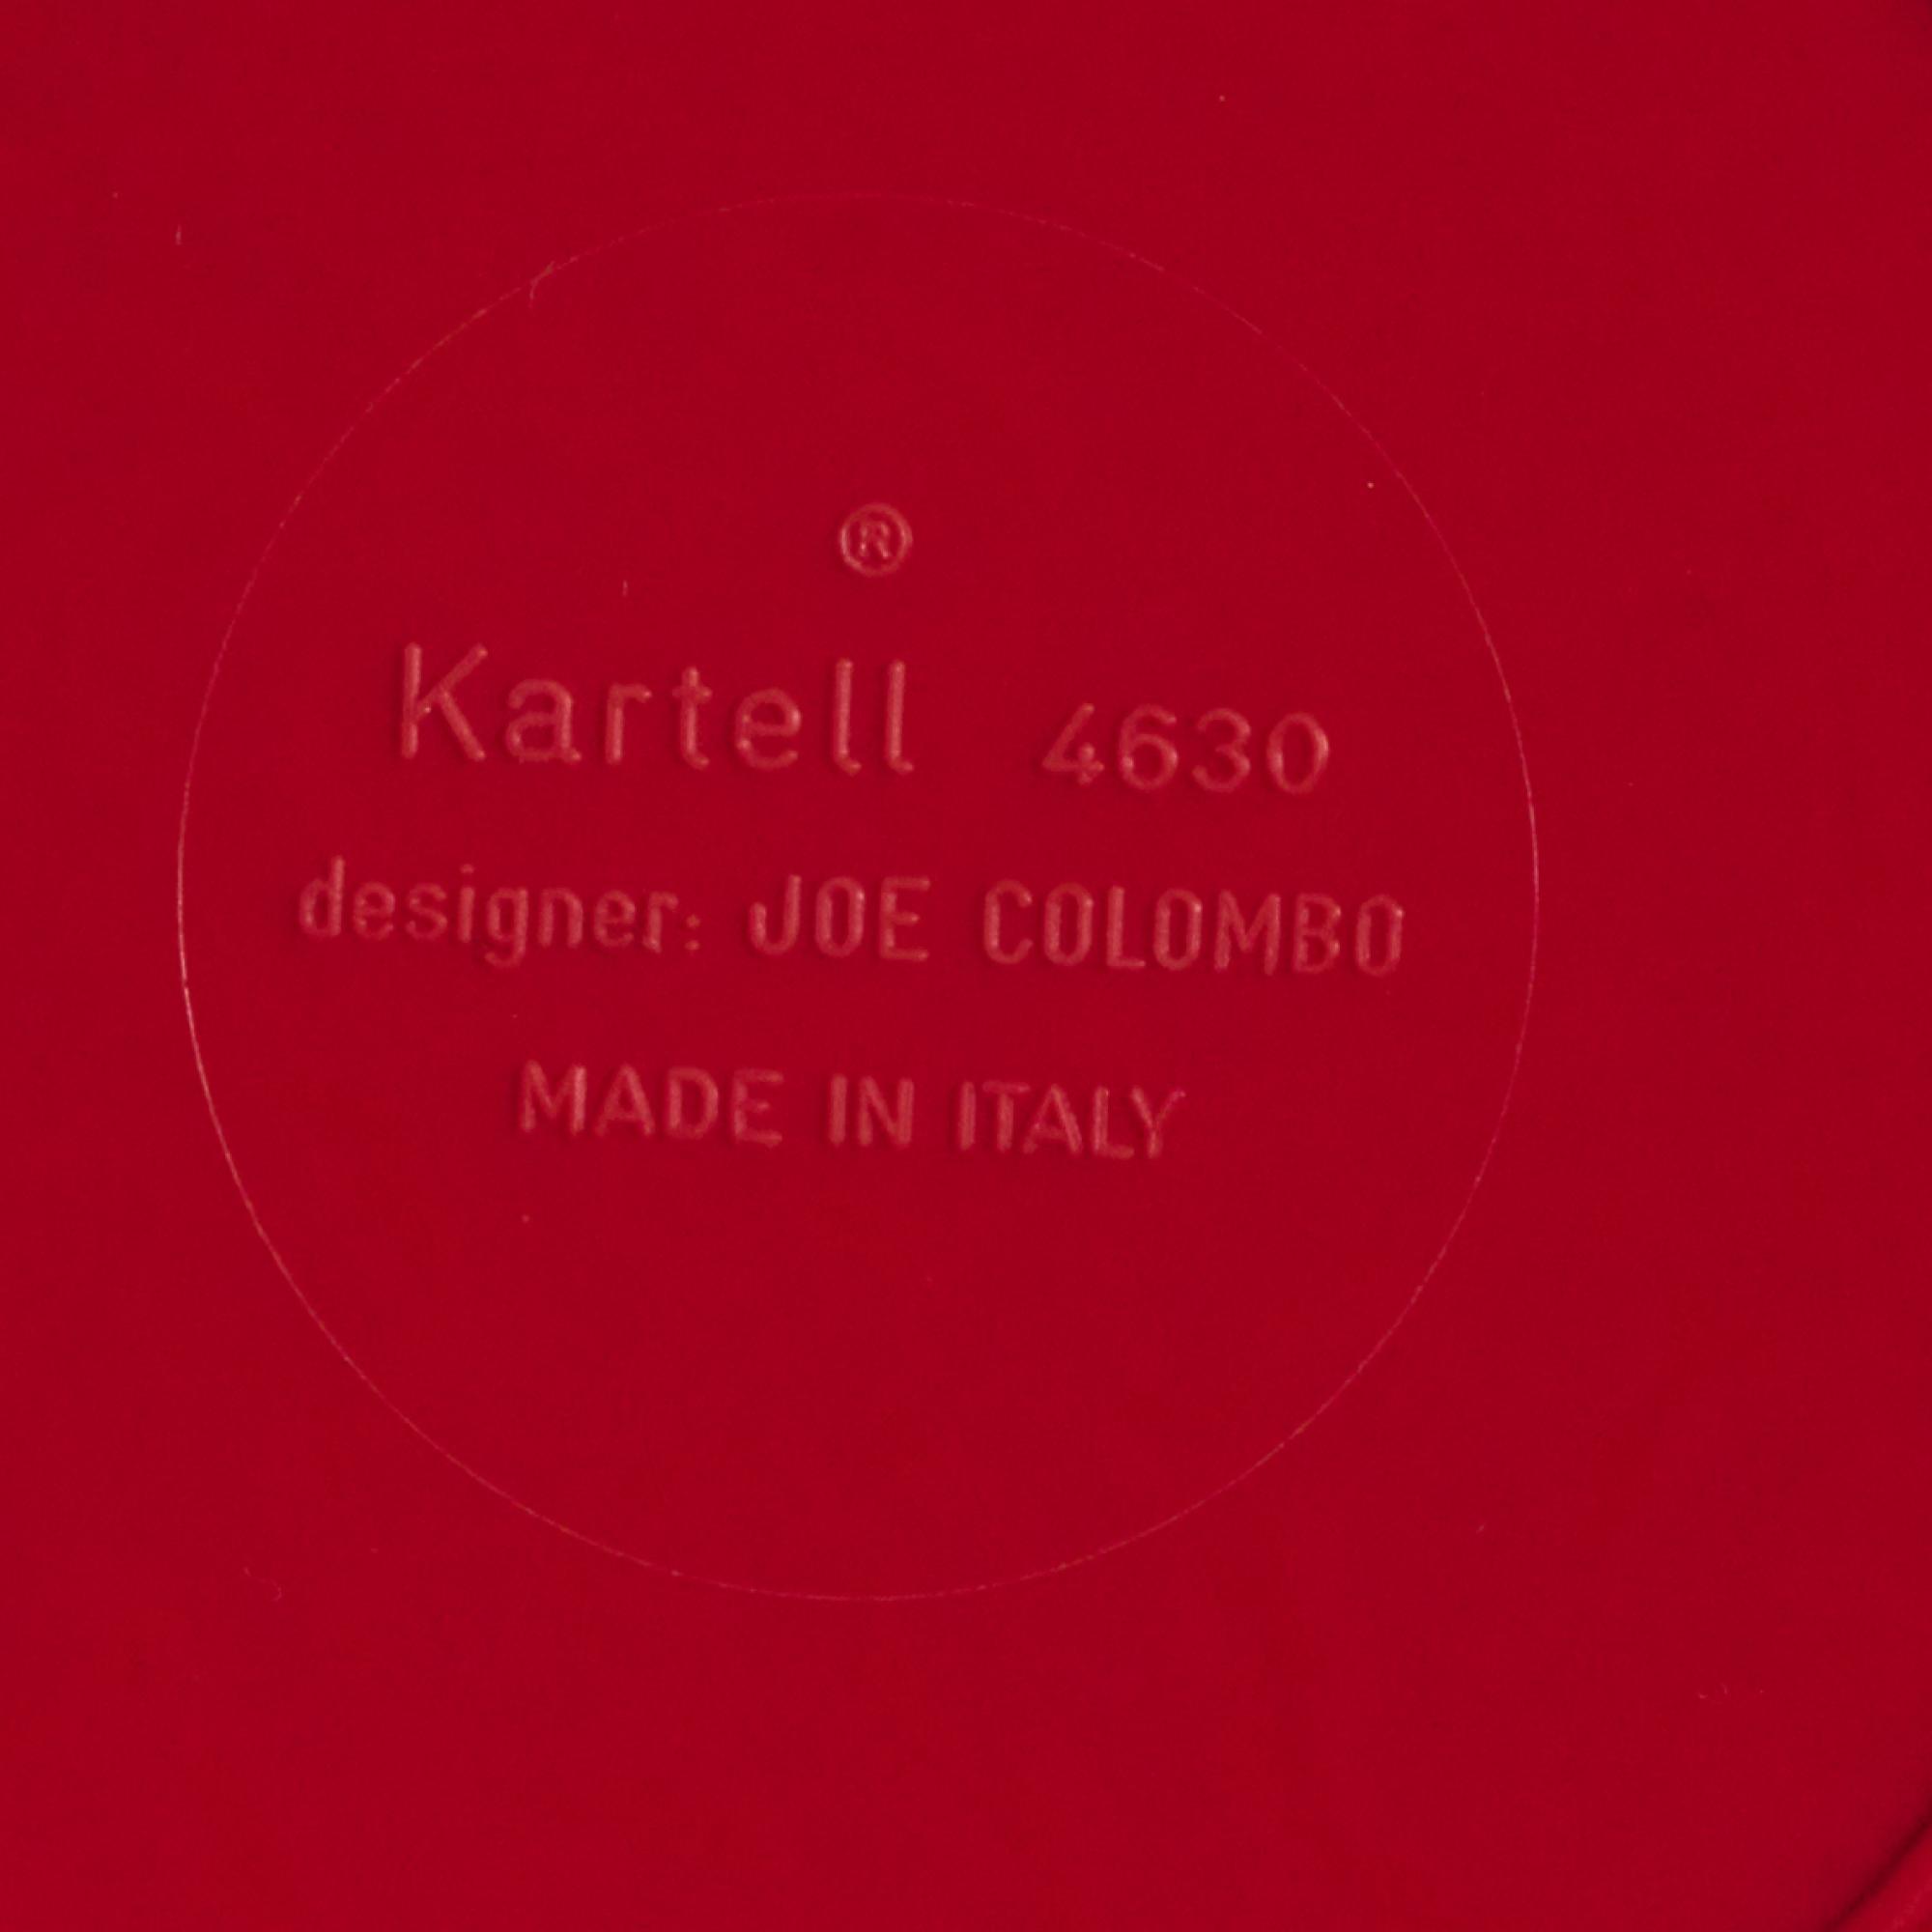 ®
Kartell 4630
designer: JOE COLOMBO
MADE IN ITALY